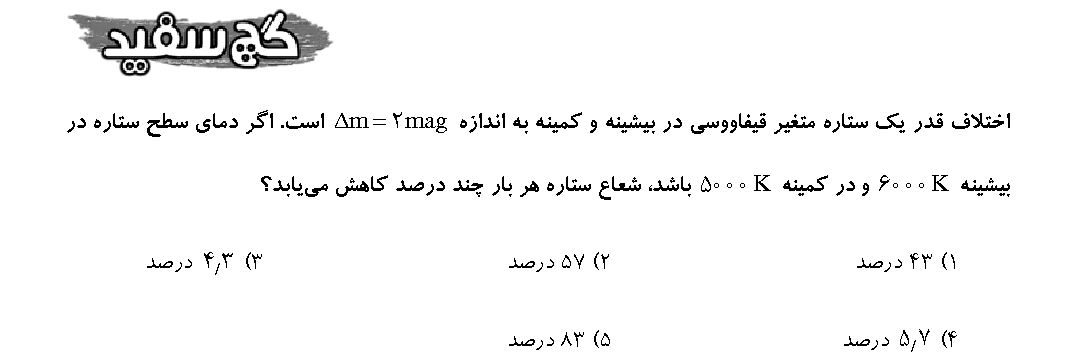 گچ سفید
اختلاف قدر یک ستاره متغیر قیفاووسی در بیشینه و کمینه به اندازه Δm = ۲mag است. اگر دمای سطح ستاره در
بیشینه ۶۰۰۰ K و در کمینه ۵۰۰۰ K باشد، شعاع ستاره هر بار چند درصد کاهش می‌یابد؟
۱) ۴۳ درصد ۲) ۵۷ درصد ۳) ۴٫۳ درصد
۴) ۵٫۷ درصد ۵) ۸۳ درصد